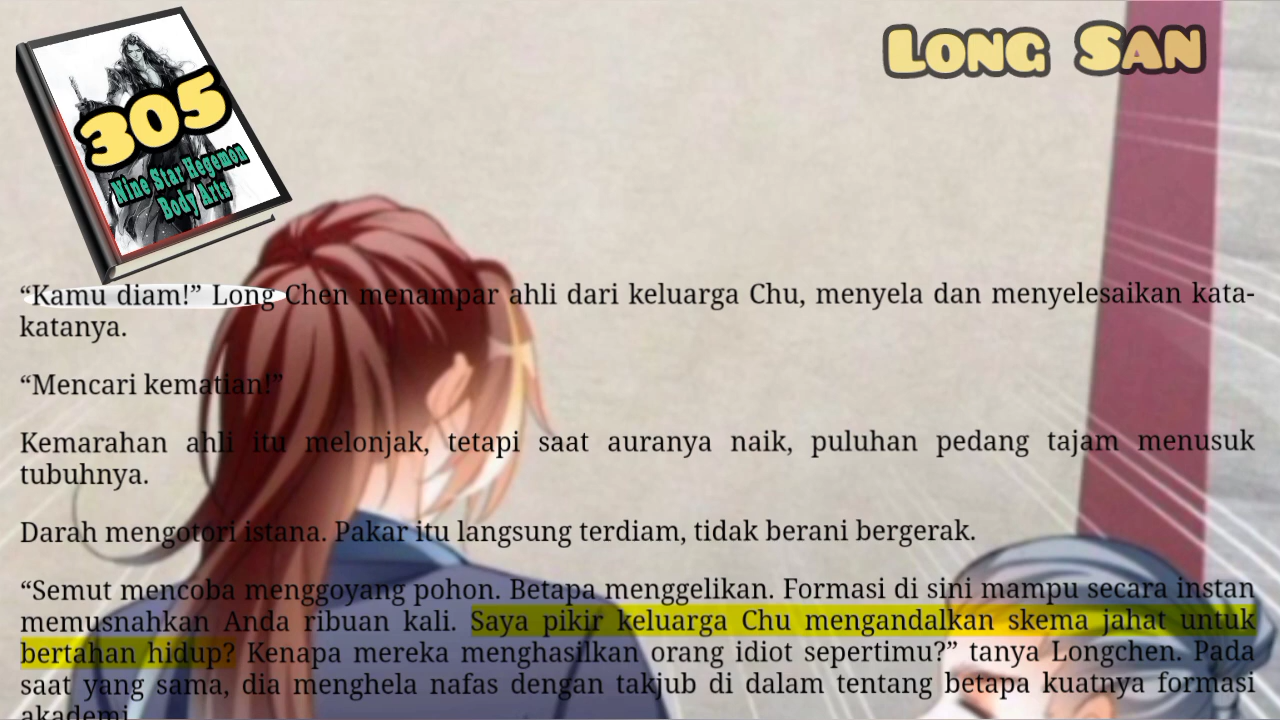 305
Nine Star Hegemon
Body Arts
Long San
“Kamu diam!” Long Chen menampar ahli dari keluarga Chu, menyela dan menyelesaikan kata-
katanya.
“Mencari kematian!”
Kemarahan ahli itu melonjak, tetapi saat auranya naik, puluhan pedang tajam menusuk
tubuhnya.
Darah mengotori istana. Pakar itu langsung terdiam, tidak berani bergerak.
“Semut mencoba menggoyang pohon. Betapa menggelikan. Formasi di sini mampu secara instan
memusnahkan Anda ribuan kali. Saya pikir keluarga Chu mengandalkan skema jahat untuk
bertahan hidup? Kenapa mereka menghasilkan orang idiot sepertimu?” tanya Longchen. Pada
saat yang sama, dia menghela nafas dengan takjub di dalam tentang betapa kuatnya formasi
akademi.